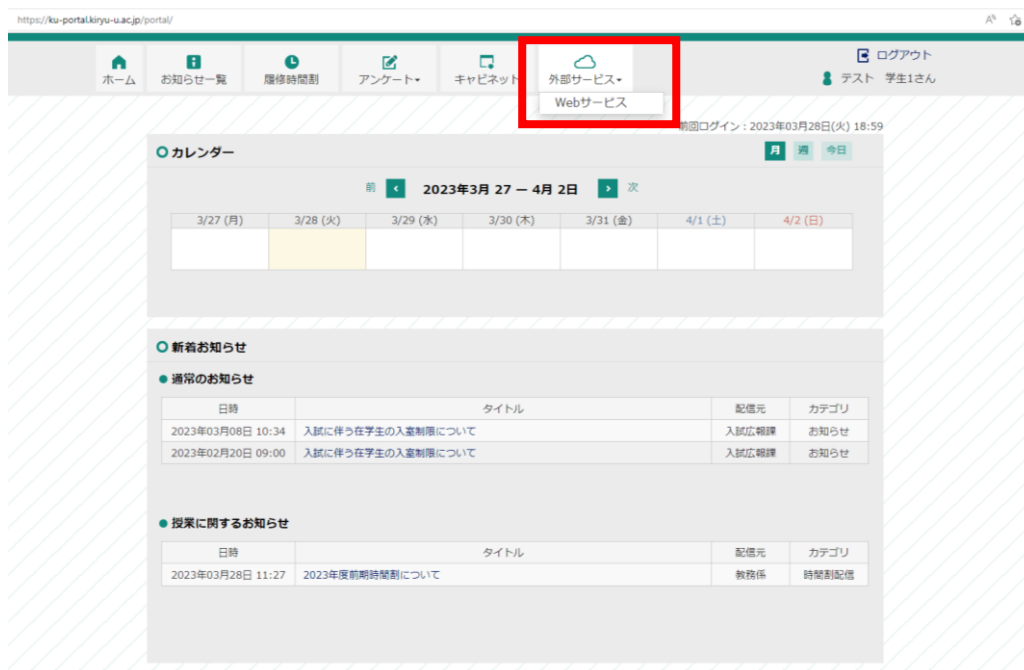 https://ku-portal.kiryu-u.ac.jp/portal/
ログアウト
ホーム お知らせ一覧 履修時間割 アンケート キャビネット 外部サービス
テスト 学生1さん
Webサービス
前回ログイン : 2023年03月28日(火) 18:59
カレンダー 月 週 今日
前 2023年3月 27 — 4月 2日 次
3/27 (月) 3/28 (火) 3/29 (水) 3/30 (木) 3/31 (金) 4/1 (土) 4/2 (日)
新着お知らせ
通常のお知らせ
日時 タイトル 配信元 カテゴリ
2023年03月08日 10:34 入試に伴う在学生の入室制限について 入試広報課 お知らせ
2023年02月20日 09:00 入試に伴う在学生の入室制限について 入試広報課 お知らせ
授業に関するお知らせ
日時 タイトル 配信元 カテゴリ
2023年03月28日 11:27 2023年度前期時間割について 教務係 時間割配信